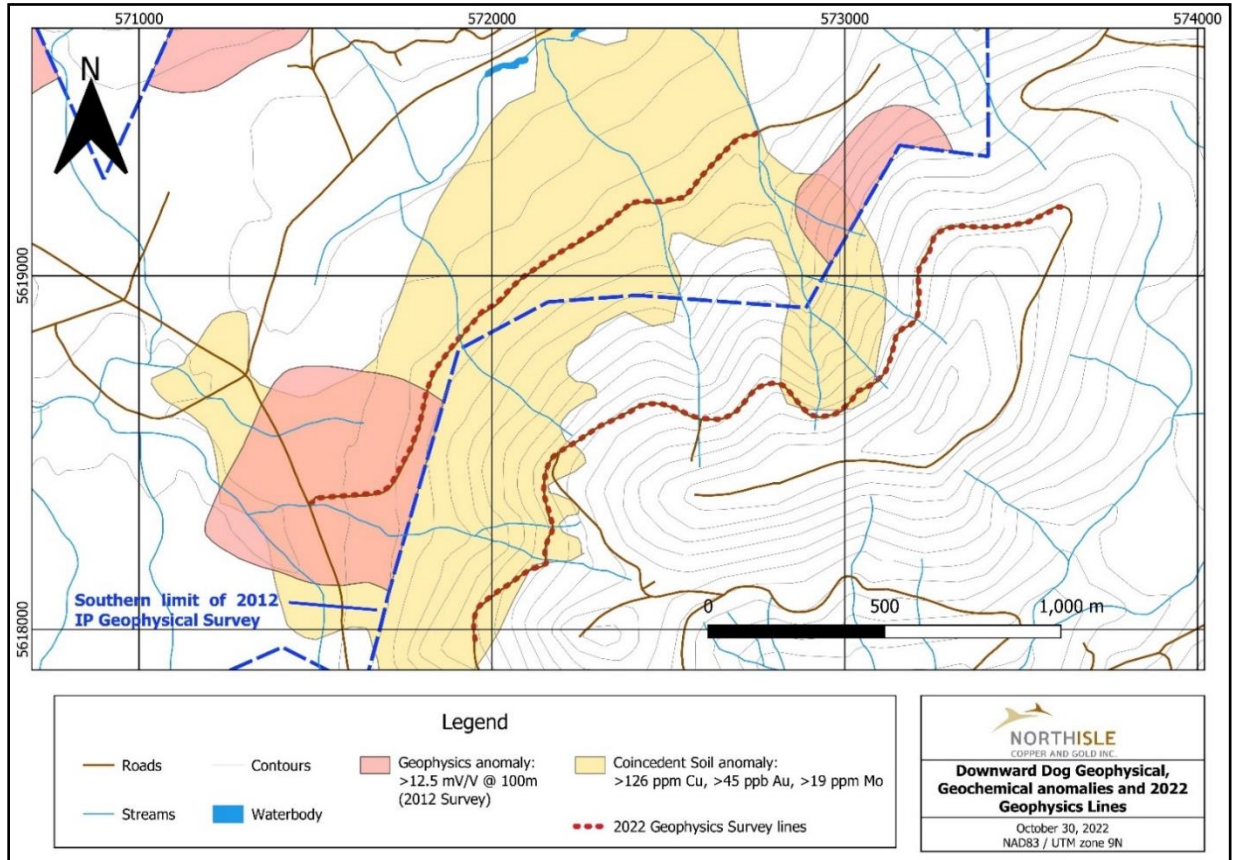 571000 572000 573000 574000
N
5619000
5618000
Southern limit of 2012
IP Geophysical Survey
0 500 1,000 m
Legend
Roads
Contours
Geophysics anomaly:
>12.5 mV/V @ 100m
(2012 Survey)
Coincedent Soil anomaly:
>126 ppm Cu, >45 ppb Au, >19 ppm Mo
Streams
Waterbody
2022 Geophysics Survey lines
NORTHISLE
COPPER AND GOLD INC.
Downward Dog Geophysical,
Geochemical anomalies and 2022
Geophysics Lines
October 30, 2022
NAD83 / UTM zone 9N